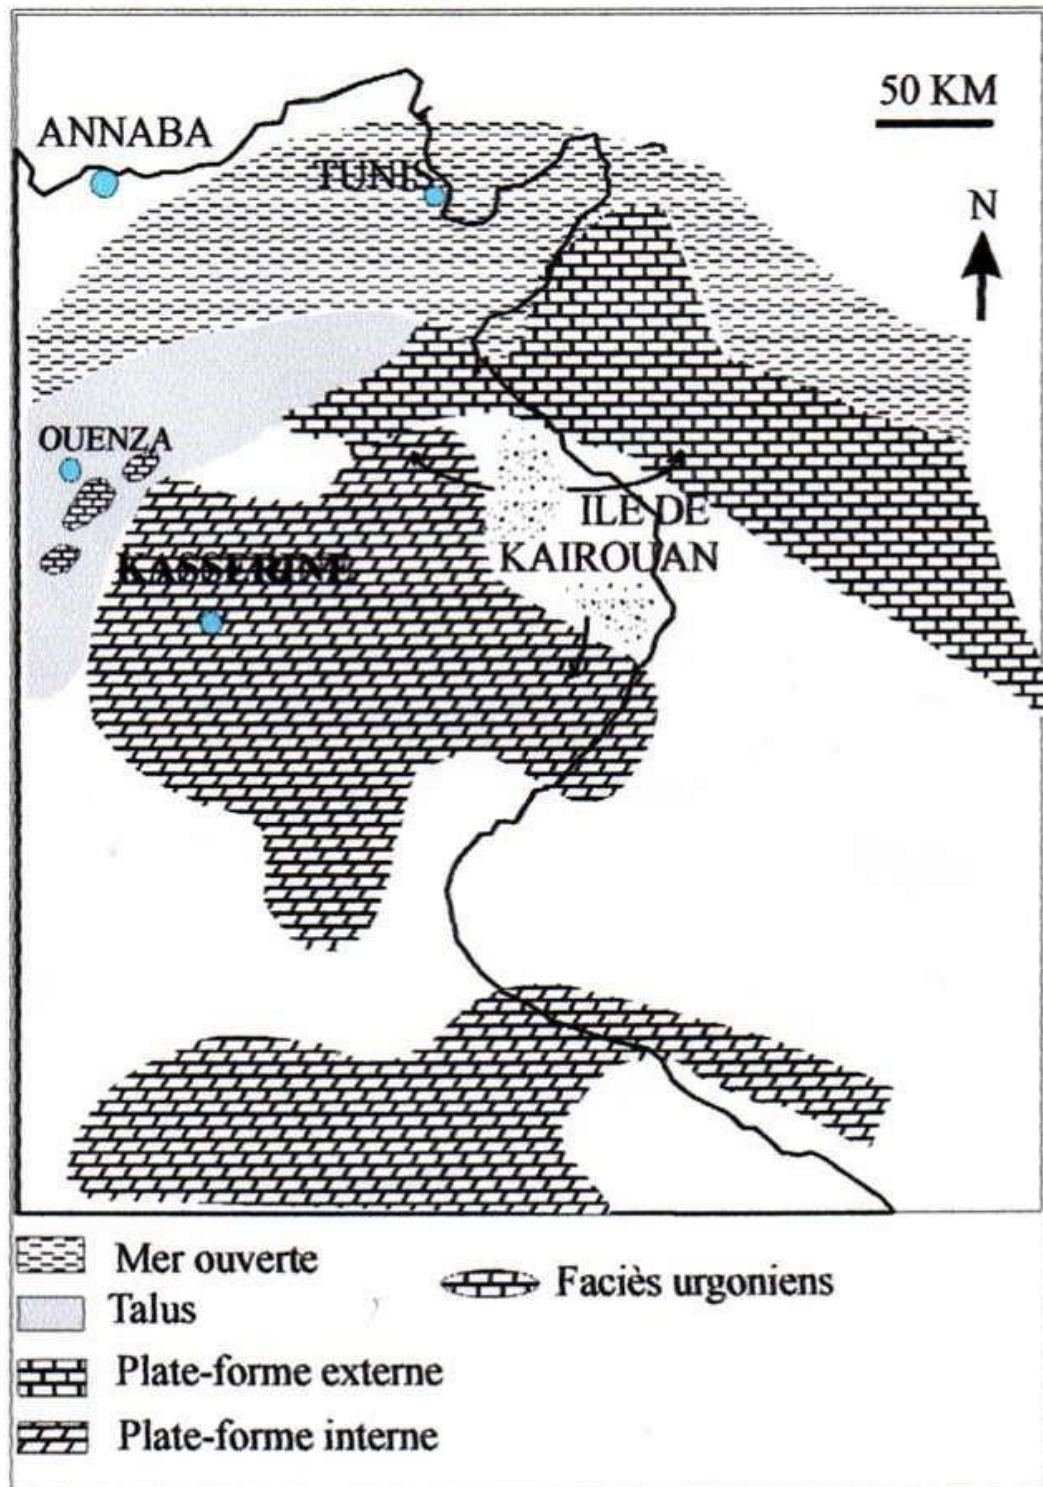 50 KM
ANNABA
TUNIS
N
OUENZA
ILE DE
KAIROUAN
KASSERINE
Mer ouverte
Faciès urgoniens
Talus
Plate-forme externe
Plate-forme interne